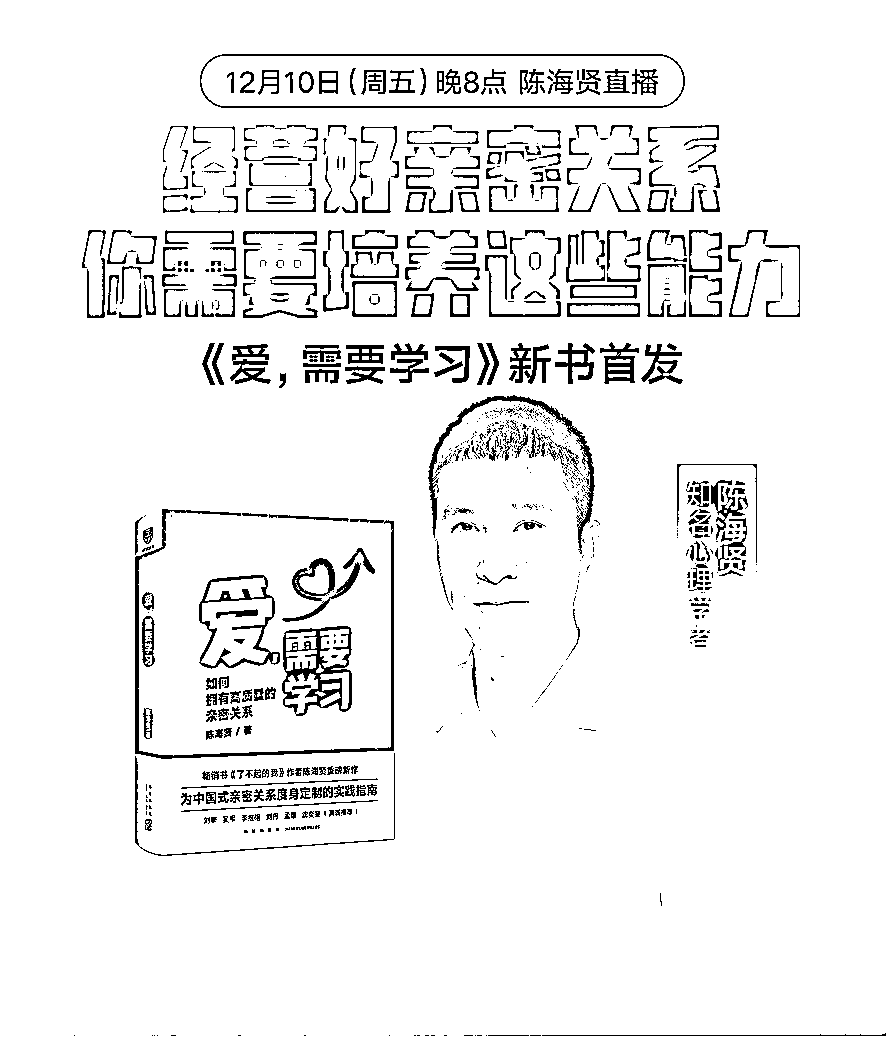 12月10日(周五)晚8点 陈海贤直播
经营好亲密关系
你需要培养这些能力
《爱,需要学习》新书首发
陈海贤
知名心理学者
爱,
需要
学习
如何
拥有高质量的
亲密关系
陈海贤 / 著
畅销书《了不起的我》作者陈海贤重磅新作
为中国式亲密关系度身定制的实践指南